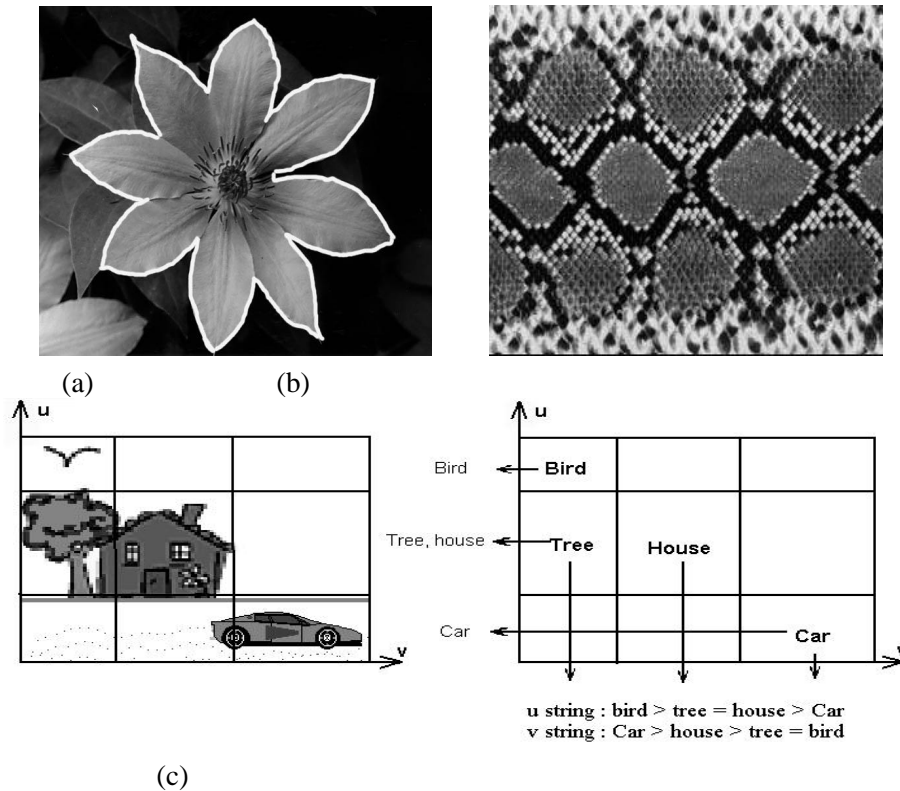 (a) (b)
u
Bird
Tree, house
Car
v
u
Bird
Tree House
Car
u string : bird > tree = house > Car
v string : Car > house > tree = bird
(c)